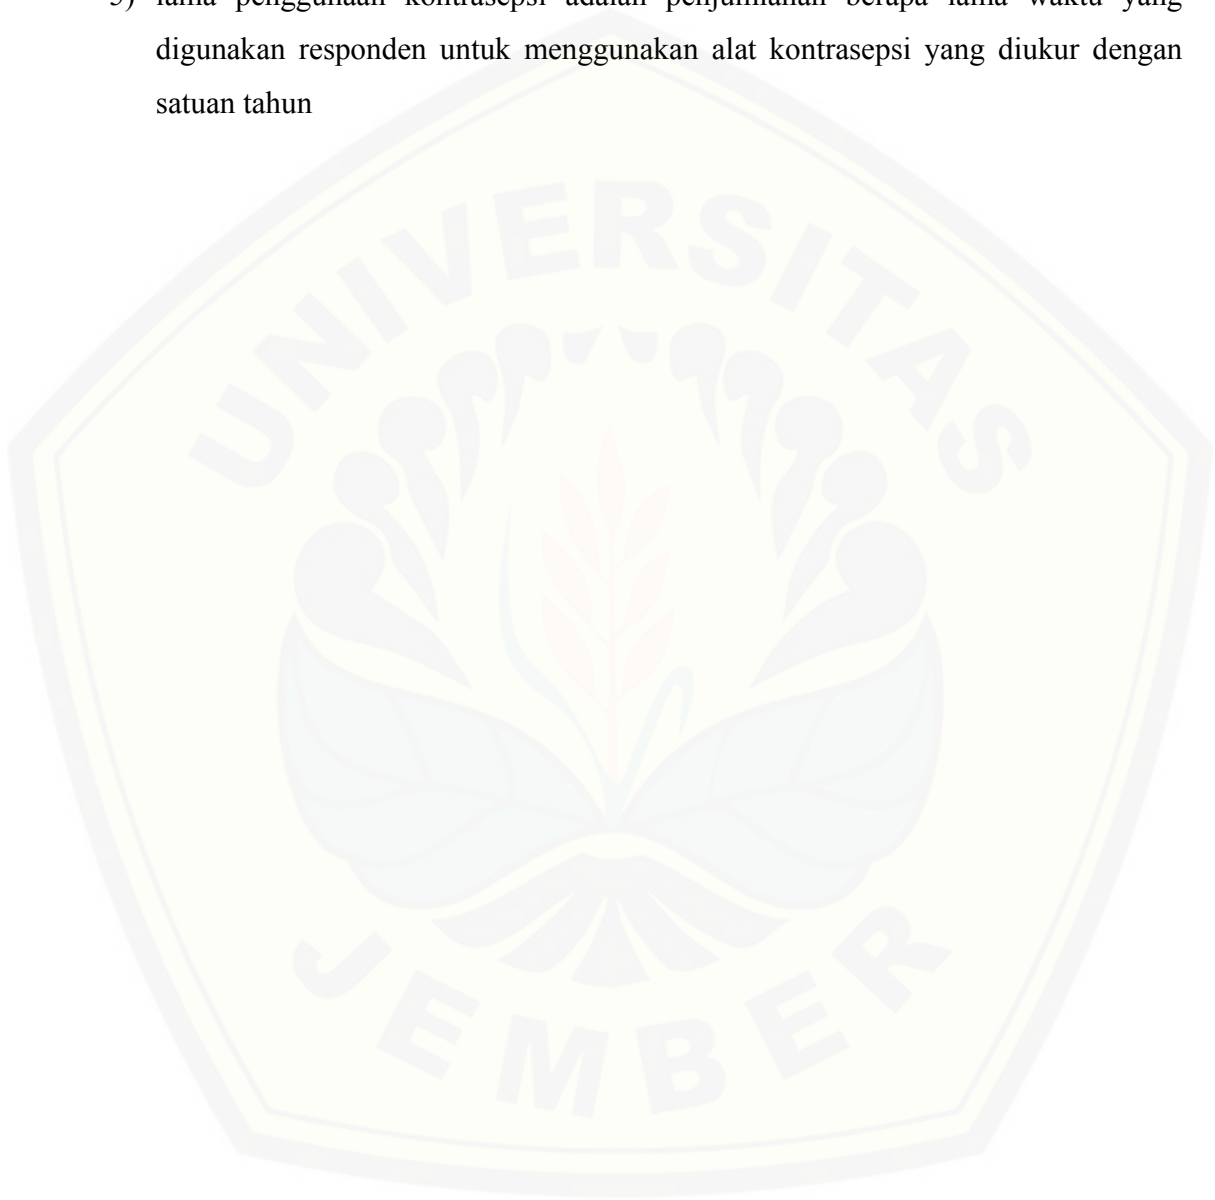 5) lama penggunaan kontrasepsi adalah penjumlahan berapa lama waktu yang
digunakan responden untuk menggunakan alat kontrasepsi yang diukur dengan
satuan tahun
UNIVERSITAS
JEMBER